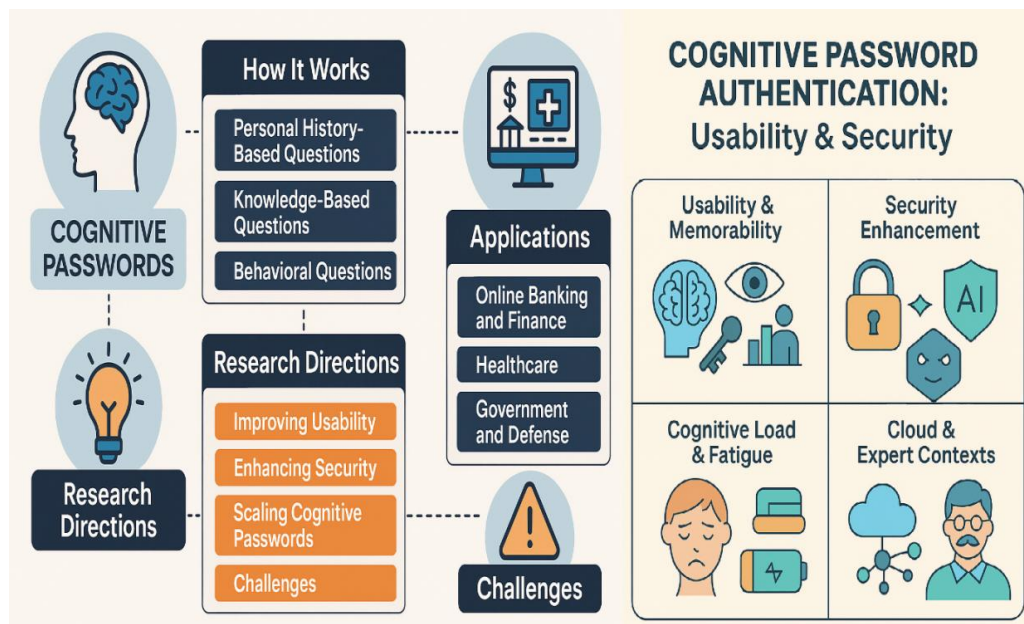 COGNITIVE
PASSWORDS
How It Works
Personal History-
Based Questions
Knowledge-Based
Questions
Behavioral Questions
$
Applications
Online Banking
and Finance
Healthcare
Government
and Defense
Research
Directions
Research Directions
Improving Usability
Enhancing Security
Scaling Cognitive
Passwords
Challenges
Challenges
COGNITIVE PASSWORD
AUTHENTICATION:
Usability & Security
Usability &
Memorability
Security
Enhancement
AI
Cognitive Load
& Fatigue
Cloud &
Expert Contexts